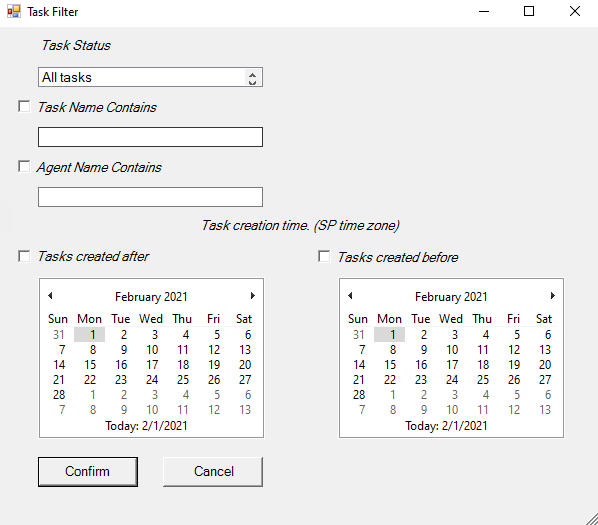 Task Filter
Task Status
All tasks
Task Name Contains
Agent Name Contains
Task creation time. (SP time zone)
Tasks created after
Tasks created before
February 2021
Sun Mon Tue Wed Thu Fri Sat
31 1 2 3 4 5 6
7 8 9 10 11 12 13
14 15 16 17 18 19 20
21 22 23 24 25 26 27
28 1 2 3 4 5 6
7 8 9 10 11 12 13
Today: 2/1/2021
February 2021
Sun Mon Tue Wed Thu Fri Sat
31 1 2 3 4 5 6
7 8 9 10 11 12 13
14 15 16 17 18 19 20
21 22 23 24 25 26 27
28 1 2 3 4 5 6
7 8 9 10 11 12 13
Today: 2/1/2021
Confirm
Cancel